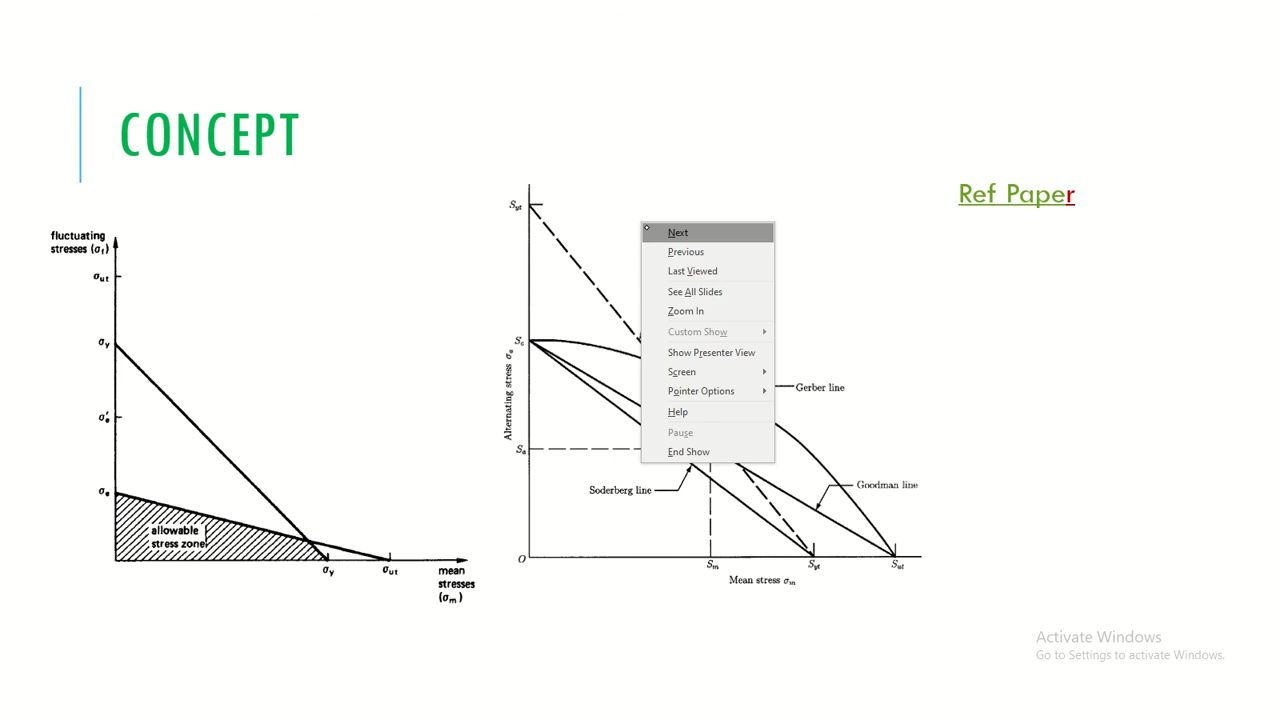 CONCEPT
Ref Paper
fluctuating
stresses (σf)
σut
σy
σ'e
σe
allowable
stress zone
σy
σut
mean
stresses
(σm)
Syt
Se
Alternating stress σa
Sa
O
Soderberg line
Gerber line
Goodman line
Sm
Syt
Sut
Mean stress σm
Next
Previous
Last Viewed
See All Slides
Zoom In
Custom Show
Show Presenter View
Screen
Pointer Options
Help
Pause
End Show
Activate Windows
Go to Settings to activate Windows.